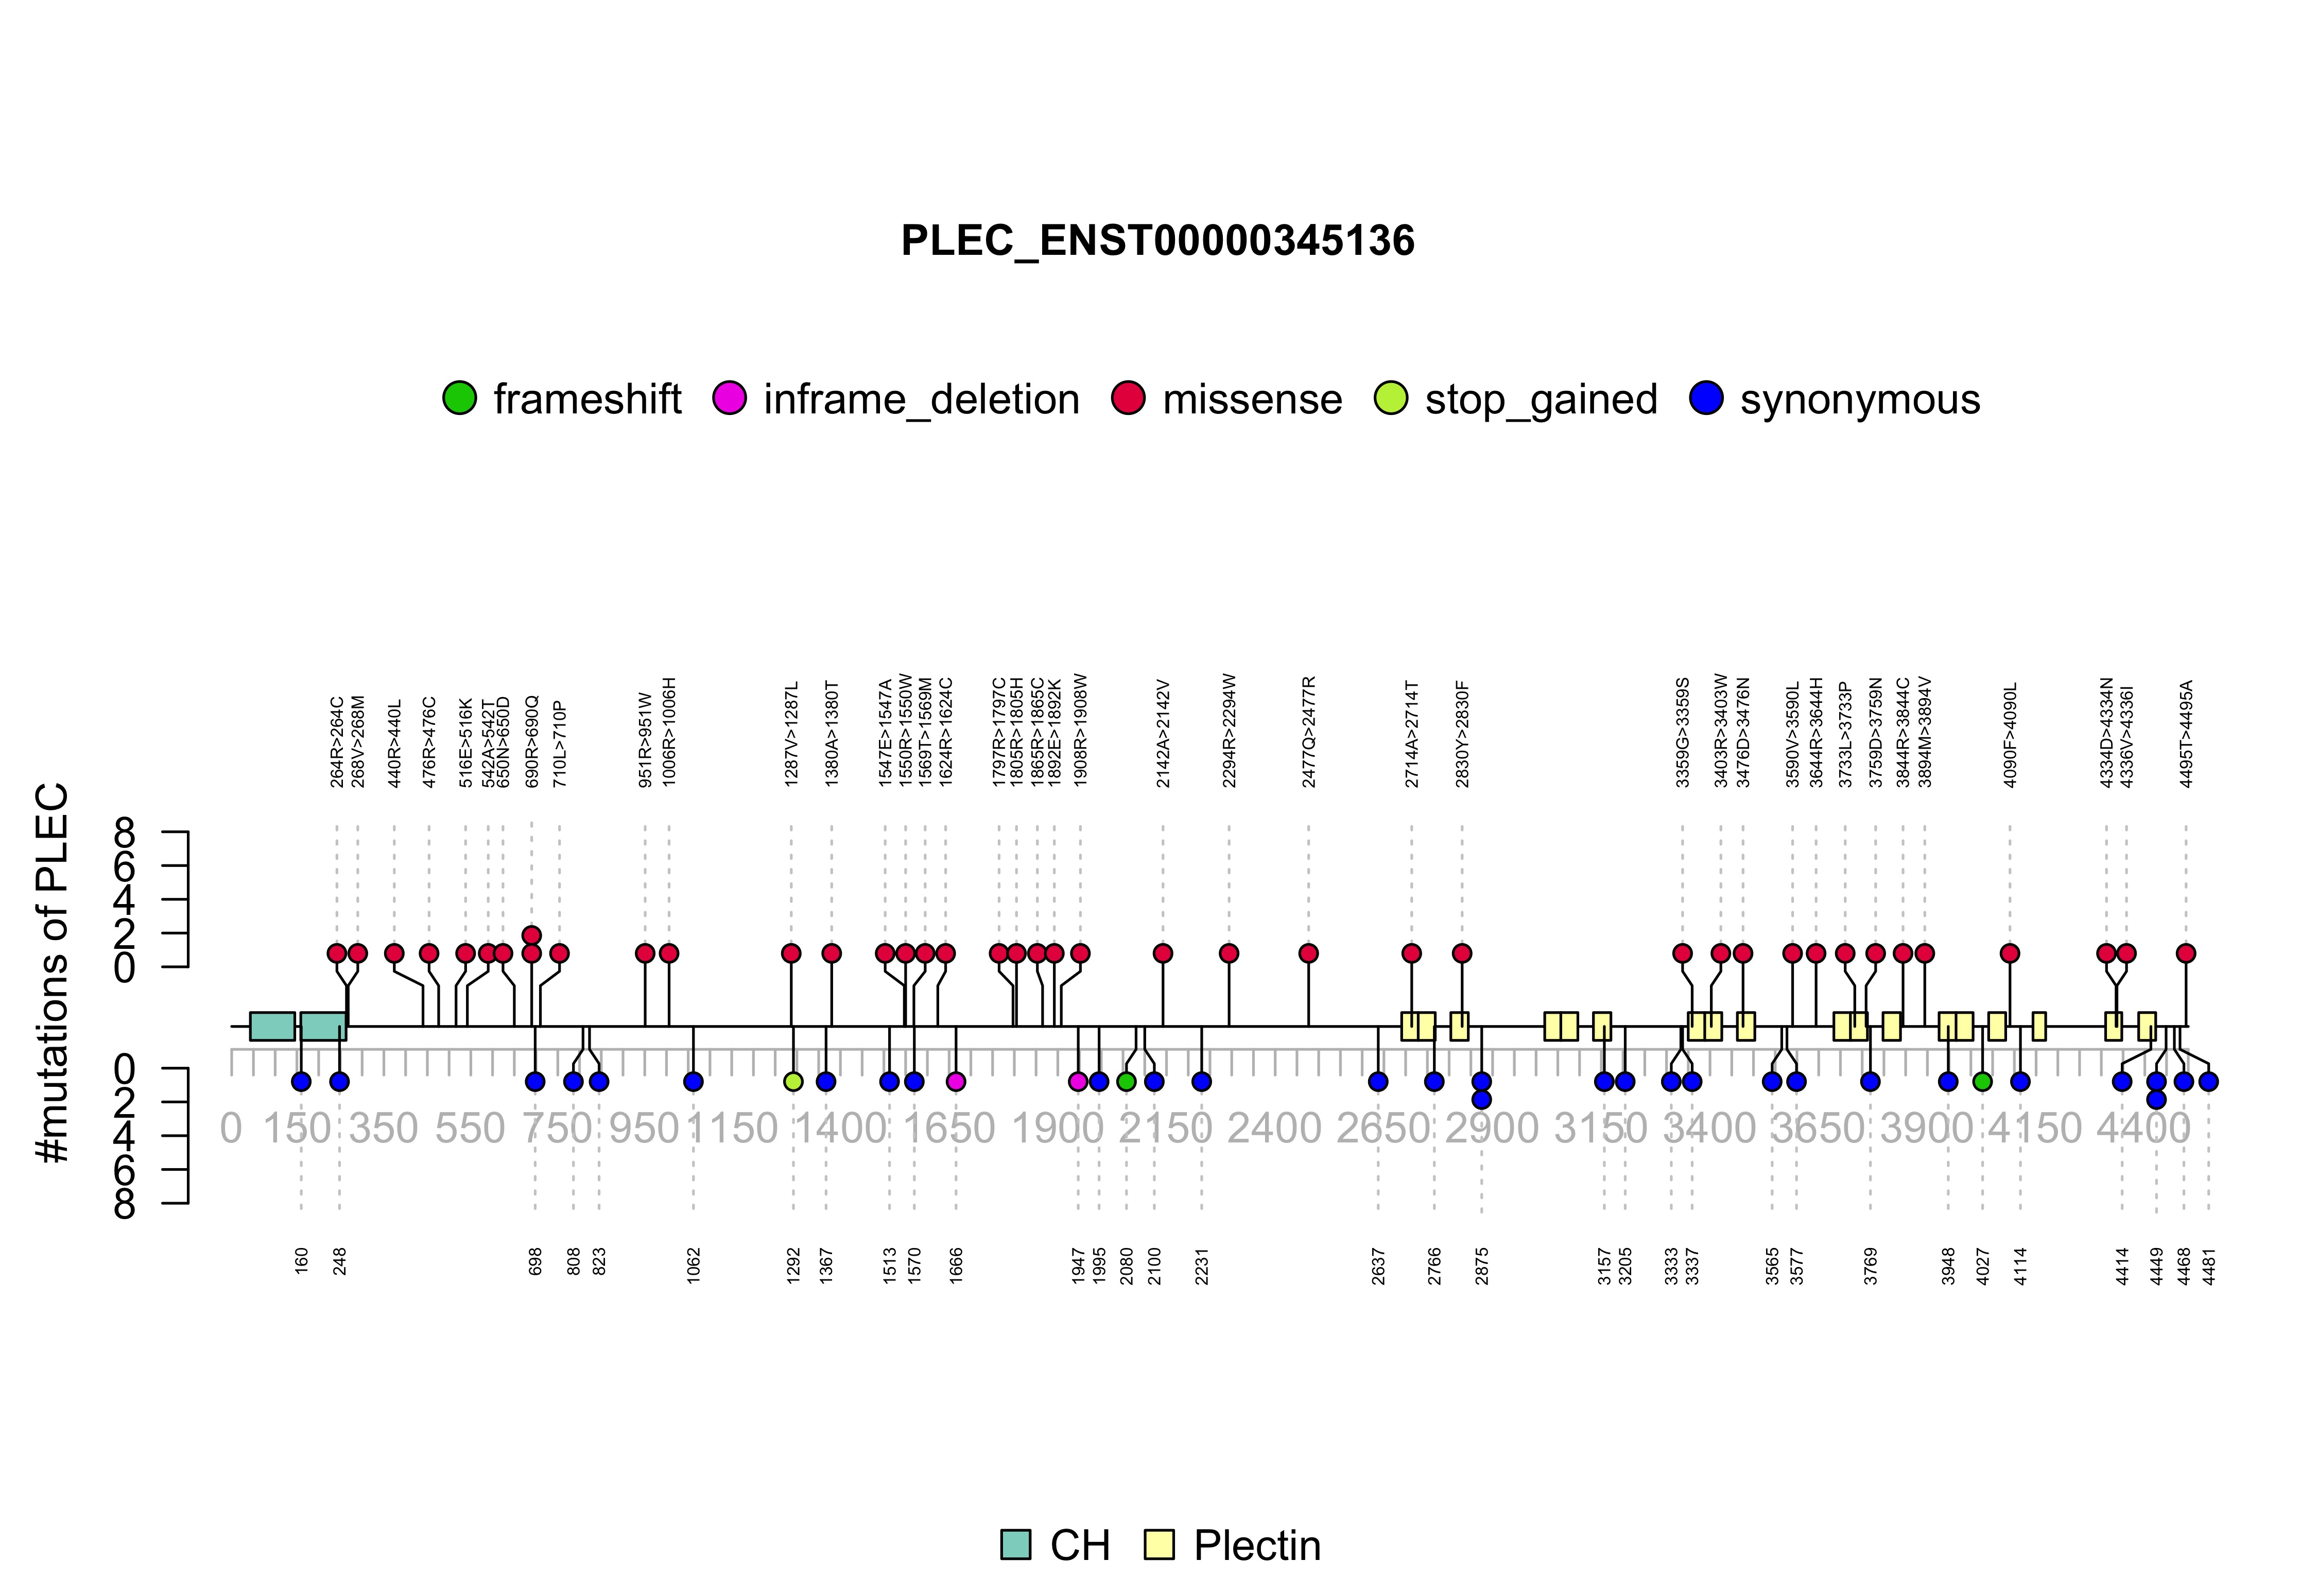 PLEC_ENST00000345136
frameshift inframe_deletion missense stop_gained synonymous
264R>264C
268V>268M
440R>440L
476R>476C
516E>516K
542A>542T
650N>650D
690R>690Q
710L>710P
951R>951W
1006R>1006H
1287V>1287L
1380A>1380T
1547E>1547A
1550R>1550W
1569T>1569M
1624R>1624C
1797R>1797C
1805R>1805H
1865R>1865C
1892E>1892K
1908R>1908W
2142A>2142V
2294R>2294W
2477Q>2477R
2714A>2714T
2830Y>2830F
3359G>3359S
3403R>3403W
3476D>3476N
3590V>3590L
3644R>3644H
3733L>3733P
3759D>3759N
3844R>3844C
3894M>3894V
4090F>4090L
4334D>4334N
4336V>4336I
4495T>4495A
#mutations of PLEC
8
6
4
2
0
0
2
4
6
8
0 150 350 550 750 950 1150 1400 1650 1900 2150 2400 2650 2900 3150 3400 3650 3900 4150 4400
160
248
698
808
823
1062
1292
1367
1513
1570
1666
1947
1995
2080
2100
2231
2637
2766
2875
3157
3205
3333
3337
3565
3577
3769
3948
4027
4114
4414
4449
4468
4481
CH Plectin